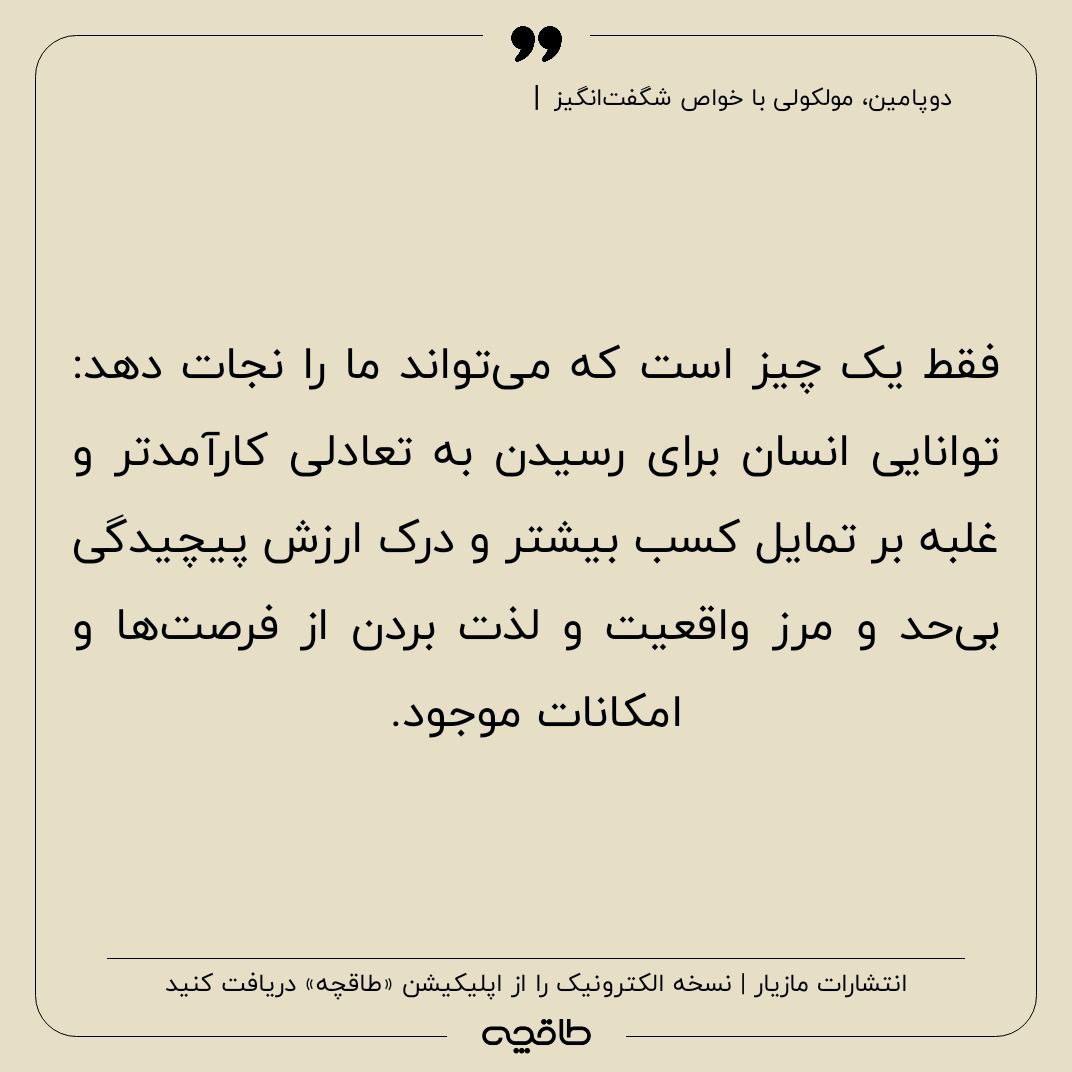 دوپامین، مولکولی با خواص شگفت‌انگیز |
فقط یک چیز است که می‌تواند ما را نجات دهد:
توانایی انسان برای رسیدن به تعادلی کارآمدتر و
غلبه بر تمایل کسب بیشتر و درک ارزش پیچیدگی
بی‌حد و مرز واقعیت و لذت بردن از فرصت‌ها و
امکانات موجود.
انتشارات مازیار | نسخه الکترونیک را از اپلیکیشن «طاقچه» دریافت کنید
طاقچه